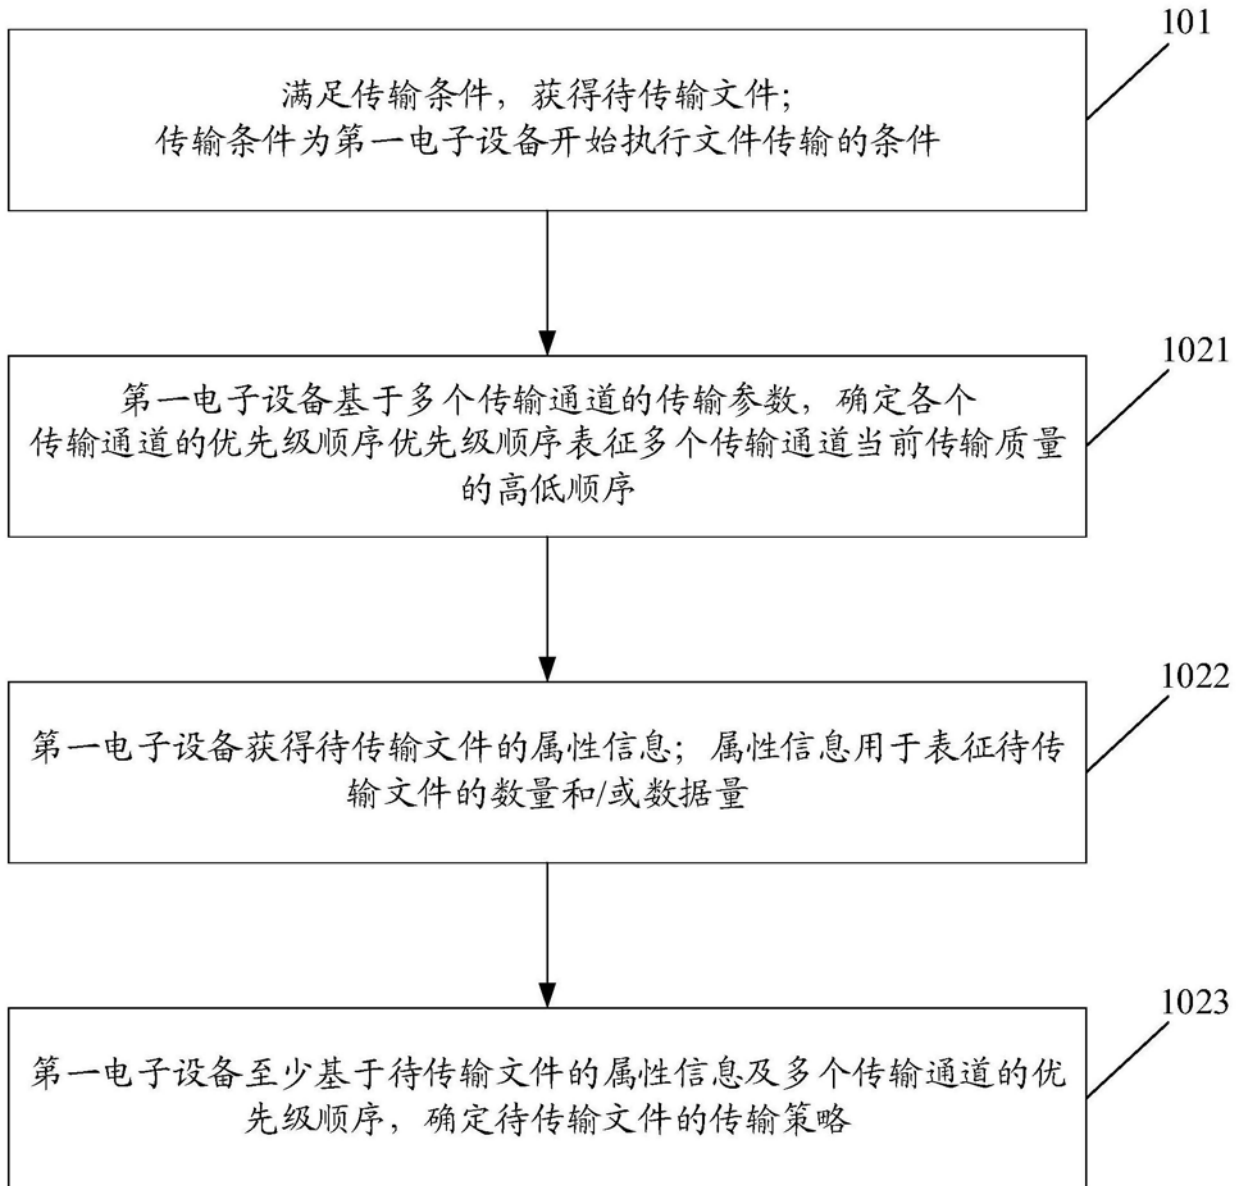 101
满足传输条件，获得待传输文件；
传输条件为第一电子设备开始执行文件传输的条件
1021
第一电子设备基于多个传输通道的传输参数，确定各个
传输通道的优先级顺序优先级顺序表征多个传输通道当前传输质量
的高低顺序
1022
第一电子设备获得待传输文件的属性信息；属性信息用于表征待传
输文件的数量和/或数据量
1023
第一电子设备至少基于待传输文件的属性信息及多个传输通道的优
先级顺序，确定待传输文件的传输策略